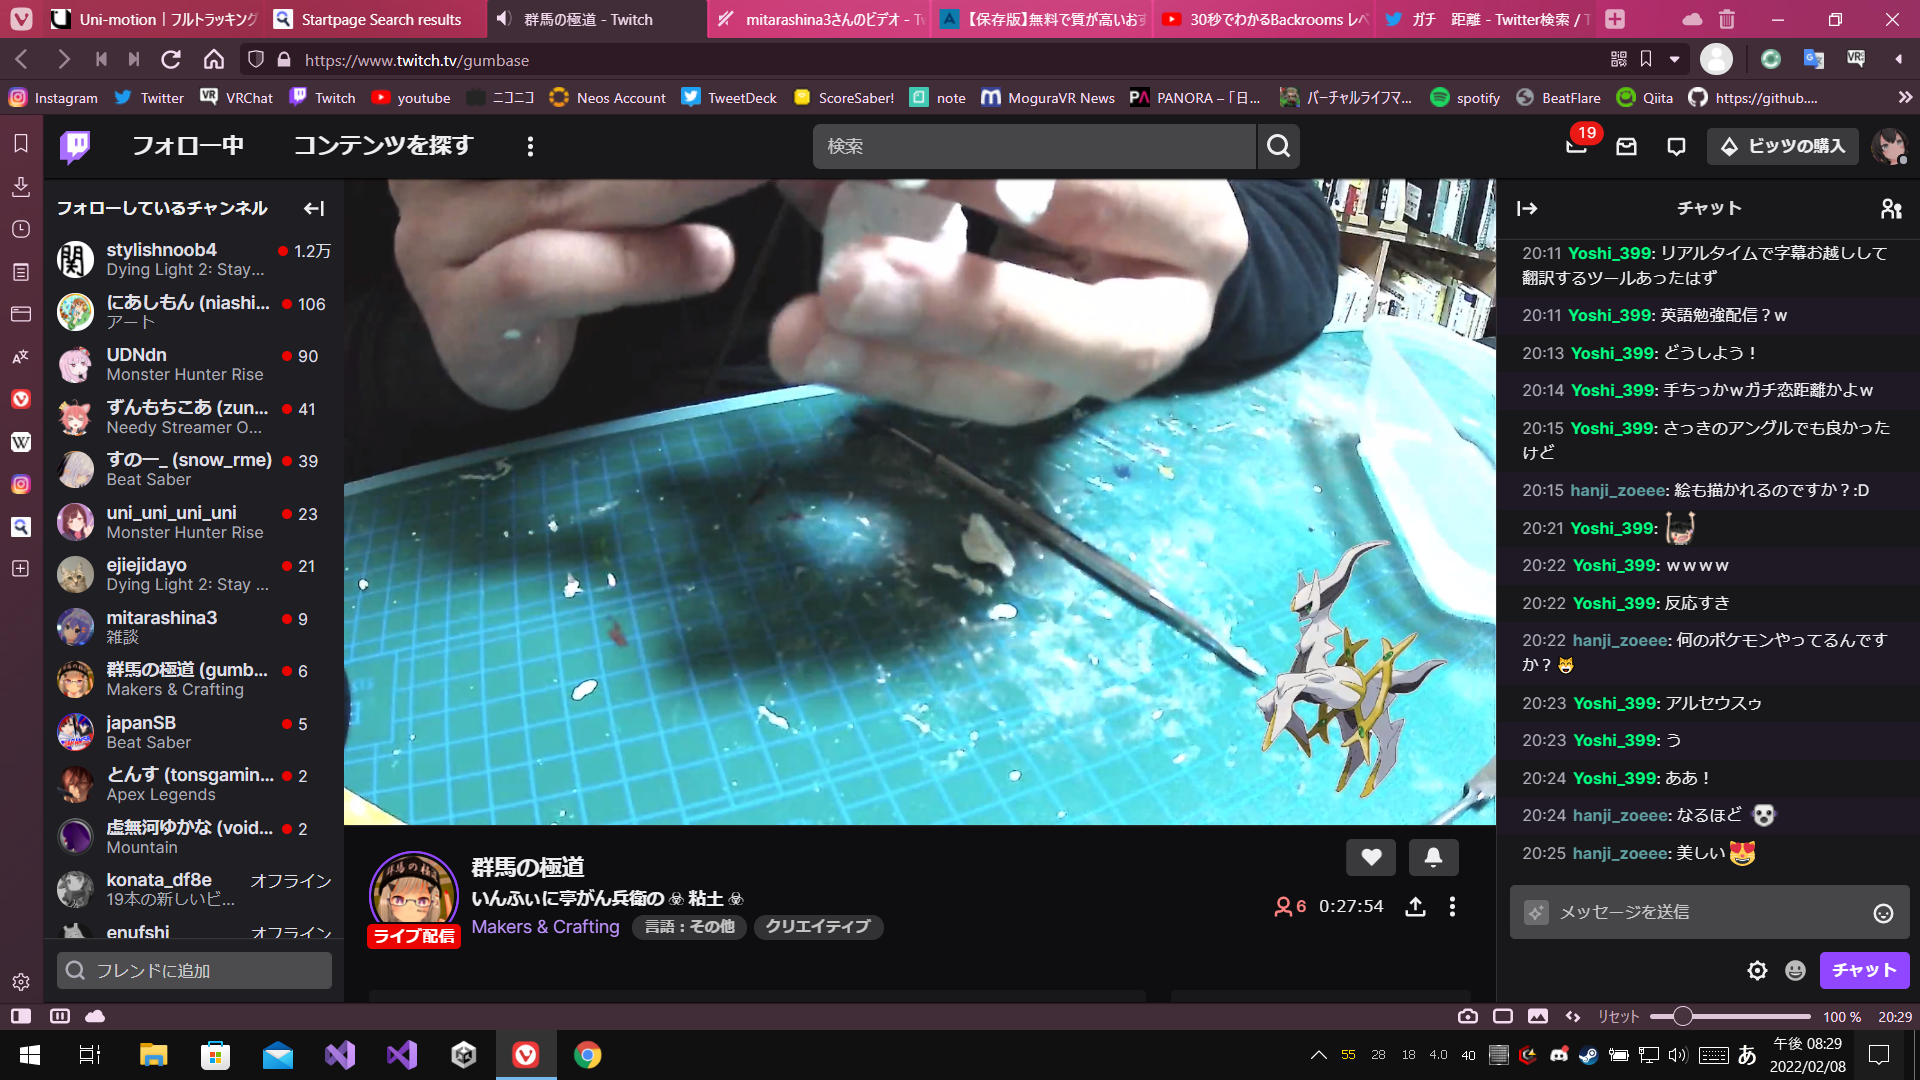 Uni-motion | フルトラッキング
Startpage Search results
群馬の極道 - Twitch
mitarashina3さんのビデオ - Tw
【保存版】無料で質が高いおす
30秒でわかるBackrooms レベ
ガチ 距離 - Twitter検索 / T
https://www.twitch.tv/gumbase
Instagram
Twitter
VRChat
Twitch
youtube
ニコニコ
Neos Account
TweetDeck
ScoreSaber!
note
MoguraVR News
PANORA – 「日...
バーチャルライフマ...
spotify
BeatFlare
Qiita
https://github....
フォロー中
コンテンツを探す
検索
19
ビッツの購入
フォローしているチャンネル
stylishnoob4
1.2万
Dying Light 2: Stay...
にあしもん (niashi...
106
アート
UDNdn
90
Monster Hunter Rise
ずんもちこあ (zun...
41
Needy Streamer O...
すのー_ (snow_rme)
39
Beat Saber
uni_uni_uni_uni
23
Monster Hunter Rise
ejiejidayo
21
Dying Light 2: Stay ...
mitarashina3
9
雑談
群馬の極道 (gumb...
6
Makers & Crafting
japanSB
5
Beat Saber
とんす (tonsgamin...
2
Apex Legends
虚無河ゆかな (void...
2
Mountain
konata_df8e
オフライン
19本の新しいビ...
enufshi
オフライン
フレンドに追加
群馬の極道
いんふぃに亭がん兵衛の ☣ 粘土 ☣
Makers & Crafting
言語：その他
クリエイティブ
ライブ配信
6
0:27:54
チャット
20:11 Yoshi_399: リアルタイムで字幕お越しして
翻訳するツールあったはず
20:11 Yoshi_399: 英語勉強配信？w
20:13 Yoshi_399: どうしよう！
20:14 Yoshi_399: 手ちっかｗガチ恋距離かよｗ
20:15 Yoshi_399: さっきのアングルでも良かった
けど
20:15 hanji_zoeee: 絵も描かれるのですか？:D
20:21 Yoshi_399:
20:22 Yoshi_399: ｗｗｗｗ
20:22 Yoshi_399: 反応すき
20:22 hanji_zoeee: 何のポケモンやってるんです
か？😸
20:23 Yoshi_399: アルセウスゥ
20:23 Yoshi_399: う
20:24 Yoshi_399: ああ！
20:24 hanji_zoeee: なるほど
20:25 hanji_zoeee: 美しい😻
メッセージを送信
チャット
リセット
100 %
20:29
55
28
18
4.0
40
あ
午後 08:29
2022/02/08